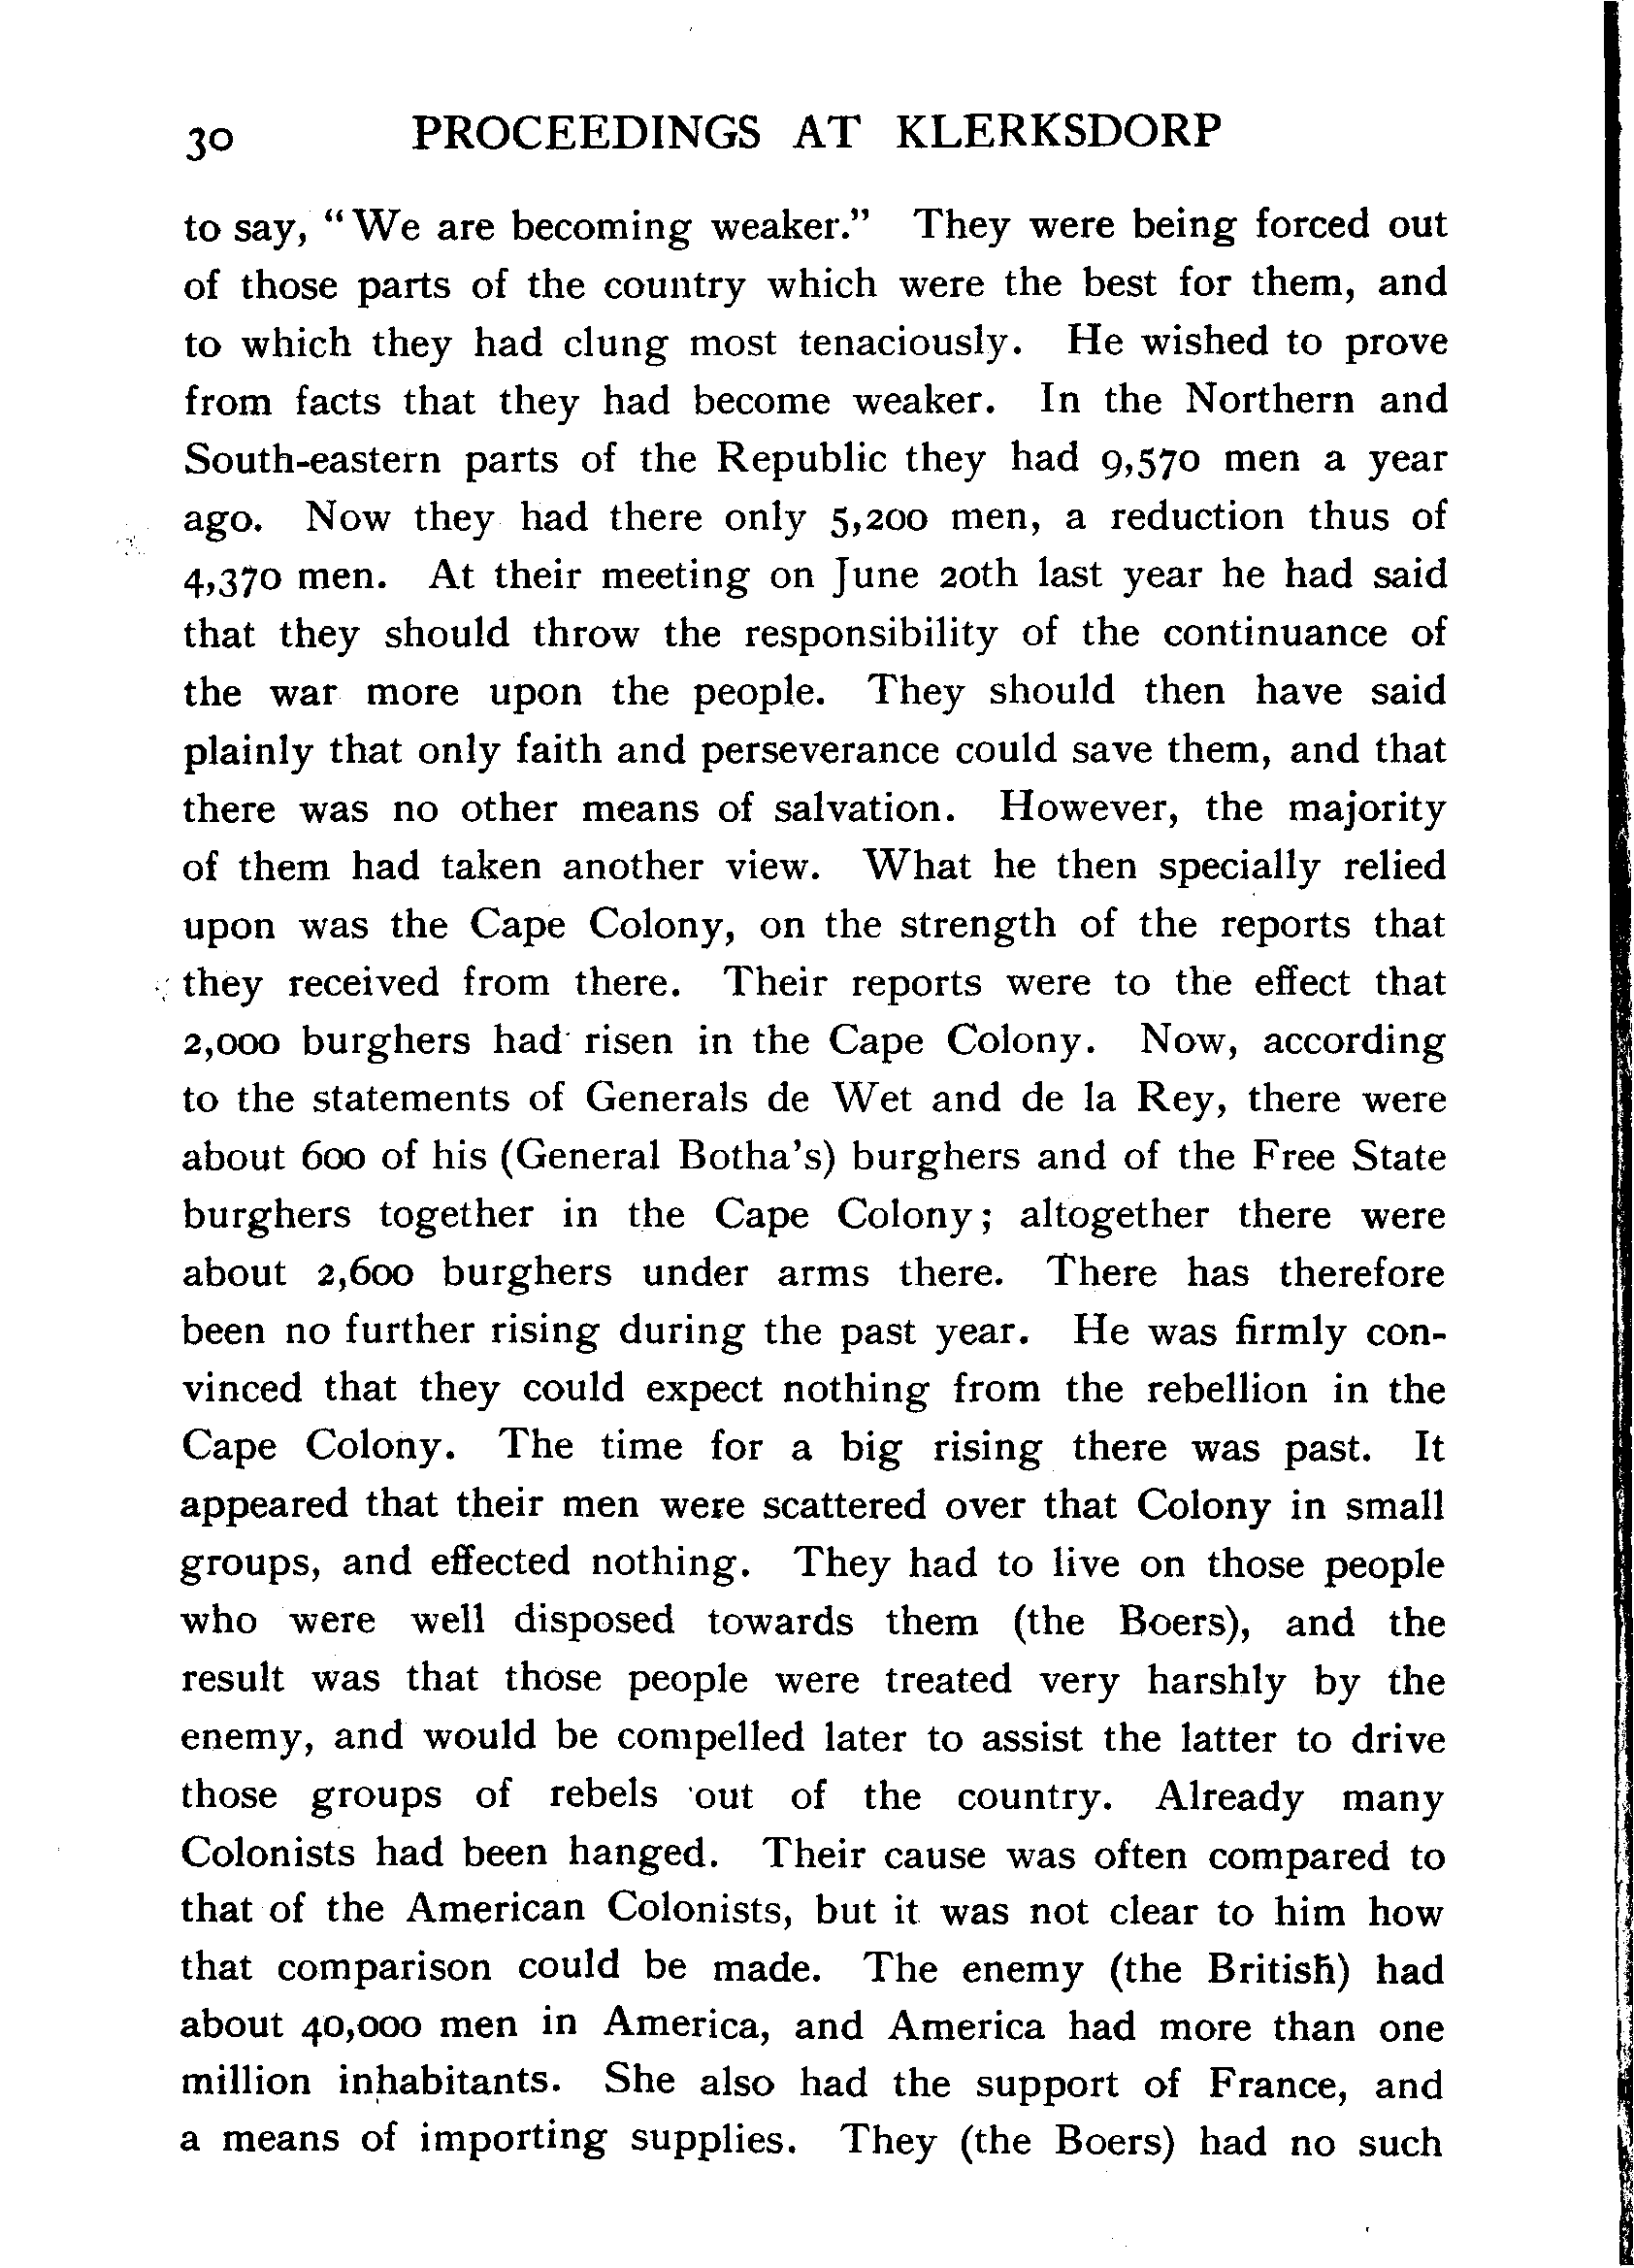 30 PROCEEDINGS AT KLERKSDORP
to say, “We are becoming weaker.” They were being forced out
of those parts of the country which were the best for them, and
to which they had clung most tenaciously. He wished to prove
from facts that they had become weaker. In the Northern and
South-eastern parts of the Republic they had 9,570 men a year
ago. Now they had there only 5,200 men, a reduction thus of
4,370 men. At their meeting on June 20th last year he had said
that they should throw the responsibility of the continuance of
the war more upon the people. They should then have said
plainly that only faith and perseverance could save them, and that
there was no other means of salvation. However, the majority
of them had taken another view. What he then specially relied
upon was the Cape Colony, on the strength of the reports that
they received from there. Their reports were to the effect that
2,000 burghers had risen in the Cape Colony. Now, according
to the statements of Generals de Wet and de la Rey, there were
about 600 of his (General Botha’s) burghers and of the Free State
burghers together in the Cape Colony; altogether there were
about 2,600 burghers under arms there. There has therefore
been no further rising during the past year. He was firmly con-
vinced that they could expect nothing from the rebellion in the
Cape Colony. The time for a big rising there was past. It
appeared that their men were scattered over that Colony in small
groups, and effected nothing. They had to live on those people
who were well disposed towards them (the Boers), and the
result was that those people were treated very harshly by the
enemy, and would be compelled later to assist the latter to drive
those groups of rebels out of the country. Already many
Colonists had been hanged. Their cause was often compared to
that of the American Colonists, but it was not clear to him how
that comparison could be made. The enemy (the British) had
about 40,000 men in America, and America had more than one
million inhabitants. She also had the support of France, and
a means of importing supplies. They (the Boers) had no such